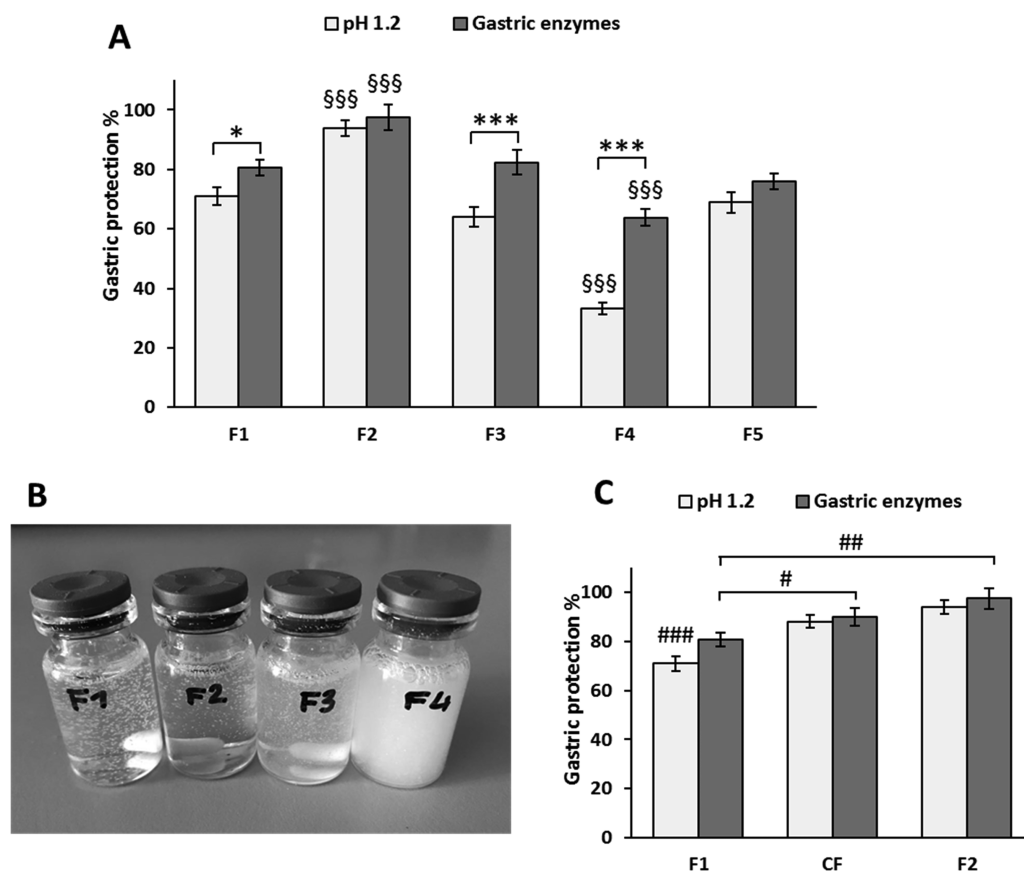 A
pH 1.2 Gastric enzymes
Gastric protection %
100
80
60
40
20
0
*
§§§ §§§
***
***
§§§ §§§
F1 F2 F3 F4 F5
B
F1 F2 F3 F4
C
pH 1.2 Gastric enzymes
Gastric protection %
100
80
60
40
20
0
##
#
###
F1 CF F2